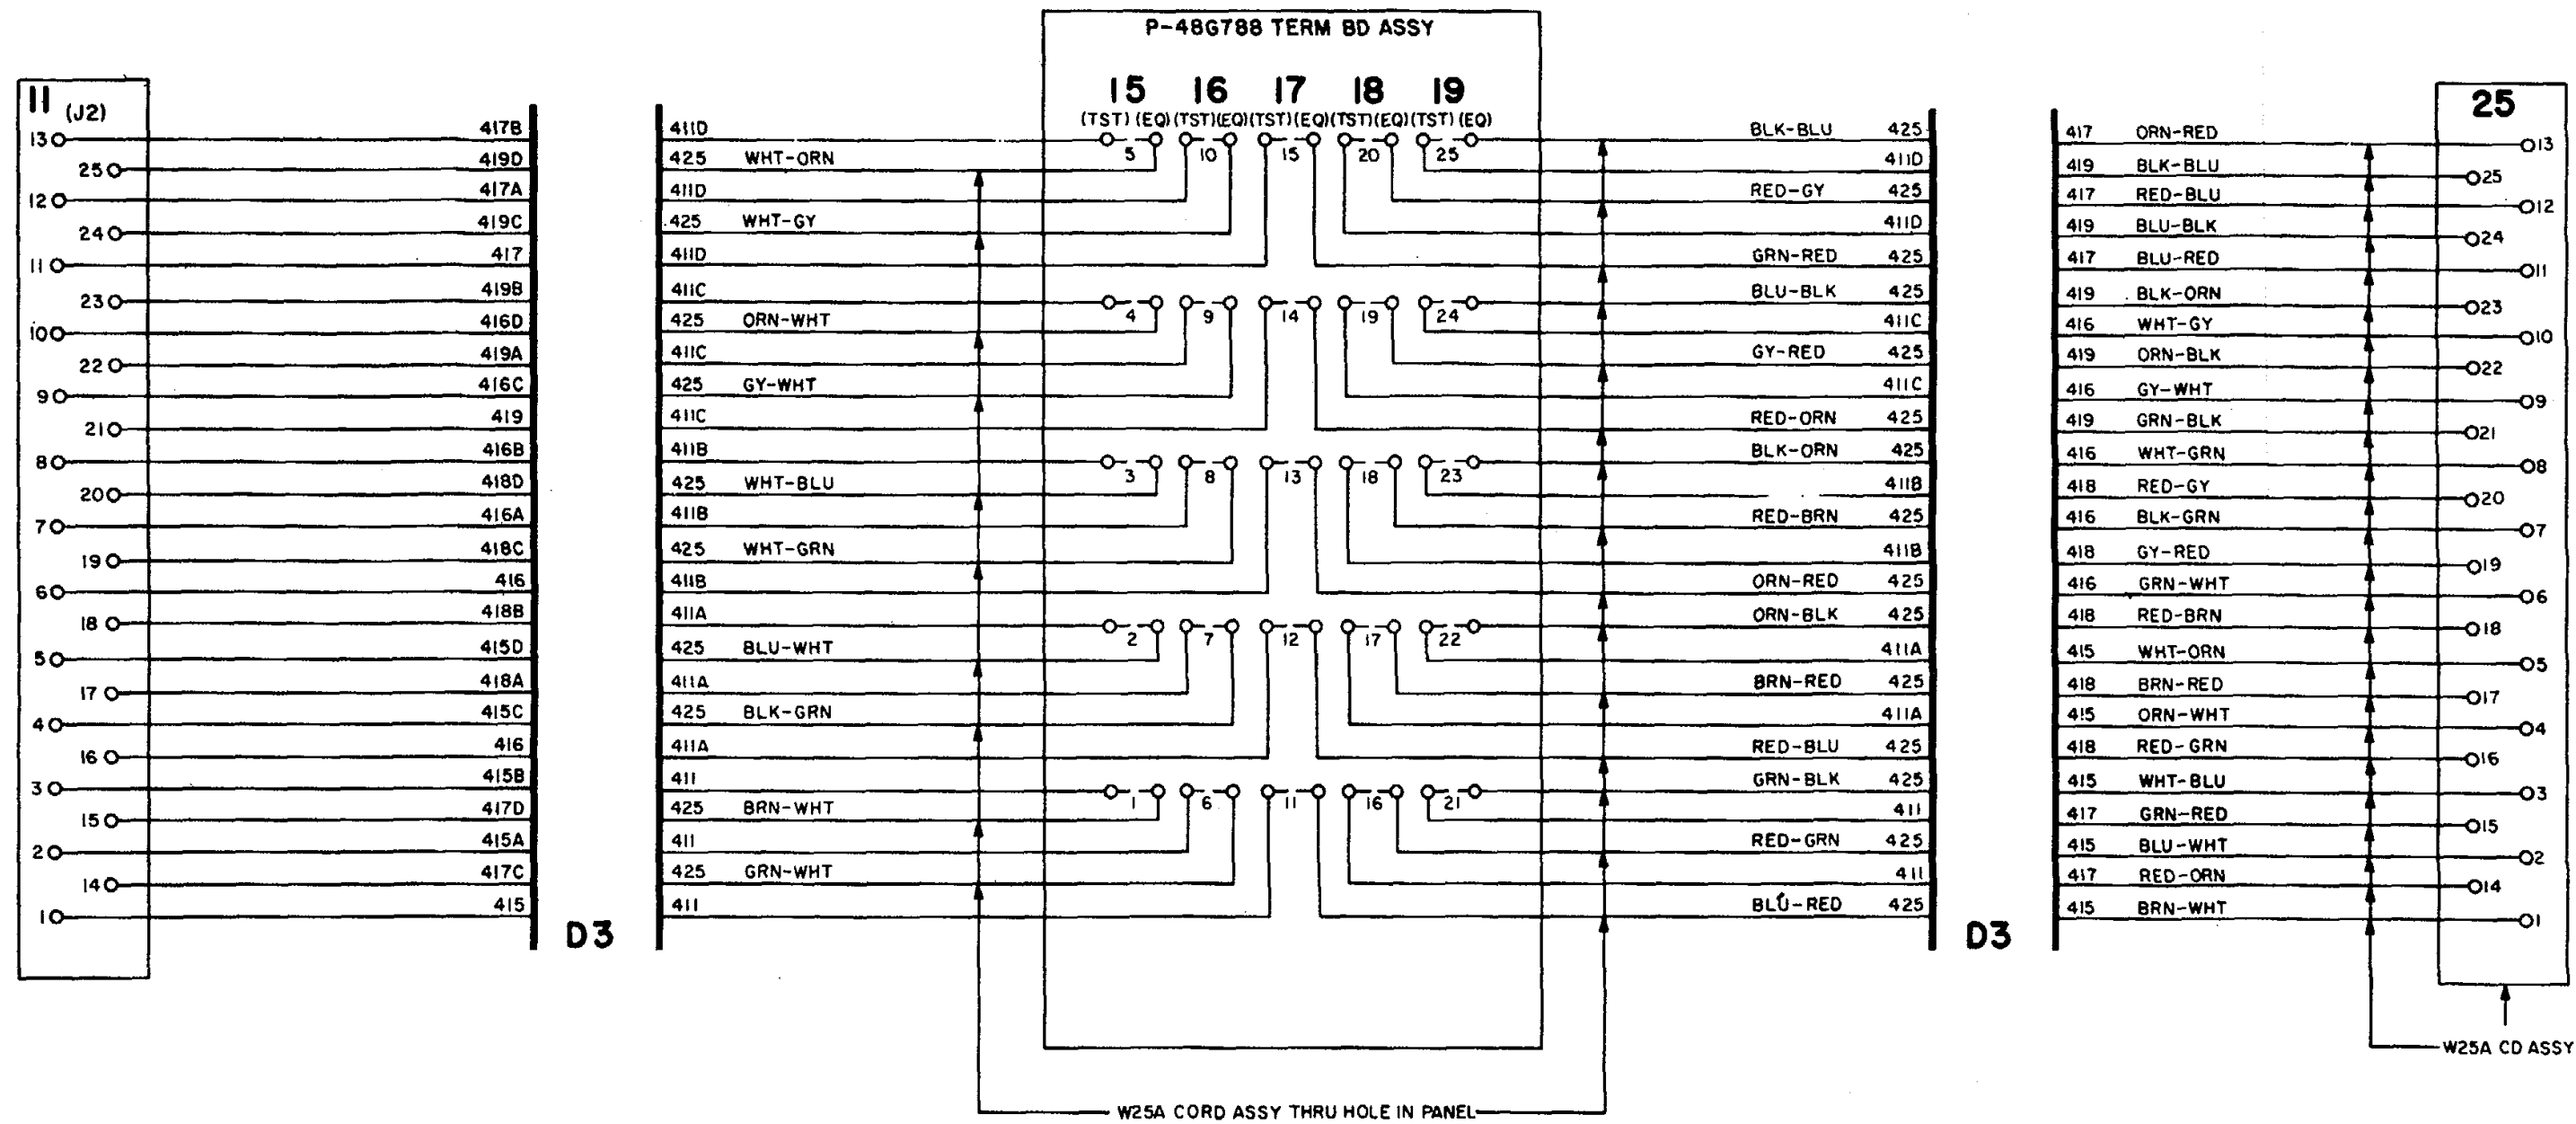 P-48G788 TERM BD ASSY
11 (J2)
13 417B
25 419D
12 417A
24 419C
11 417
23 419B
10 416D
22 419A
9 416C
21 419
8 416B
20 418D
7 416A
19 418C
6 416
18 418B
5 415D
17 418A
4 415C
16 416
3 415B
15 417D
2 415A
14 417C
1 415
D3
15 16 17 18 19
(TST) (EQ) (TST) (EQ) (TST) (EQ) (TST) (EQ) (TST) (EQ)
411D BLK-BLU 425
5 10 15 20 25
425 WHT-ORN 411D
411D RED-GY 425
425 WHT-GY 411D
411D GRN-RED 425
411C BLU-BLK 425
4 9 14 19 24
425 ORN-WHT 411C
411C GY-RED 425
425 GY-WHT 411C
411C RED-ORN 425
411B BLK-ORN 425
3 8 13 18 23
425 WHT-BLU 411B
411B RED-BRN 425
425 WHT-GRN 411B
411B ORN-RED 425
411A ORN-BLK 425
2 7 12 17 22
425 BLU-WHT 411A
411A BRN-RED 425
425 BLK-GRN 411A
411A RED-BLU 425
411 GRN-BLK 425
1 6 11 16 21
425 BRN-WHT 411
411 RED-GRN 425
425 GRN-WHT 411
411 BLU-RED 425
W25A CORD ASSY THRU HOLE IN PANEL
D3
25
417 ORN-RED 13
419 BLK-BLU 25
417 RED-BLU 12
419 BLU-BLK 24
417 BLU-RED 11
419 BLK-ORN 23
416 WHT-GY 10
419 ORN-BLK 22
416 GY-WHT 9
419 GRN-BLK 21
416 WHT-GRN 8
418 RED-GY 20
416 BLK-GRN 7
418 GY-RED 19
416 GRN-WHT 6
418 RED-BRN 18
415 WHT-ORN 5
418 BRN-RED 17
415 ORN-WHT 4
418 RED-GRN 16
415 WHT-BLU 3
417 GRN-RED 15
415 BLU-WHT 2
417 RED-ORN 14
415 BRN-WHT 1
W25A CD ASSY